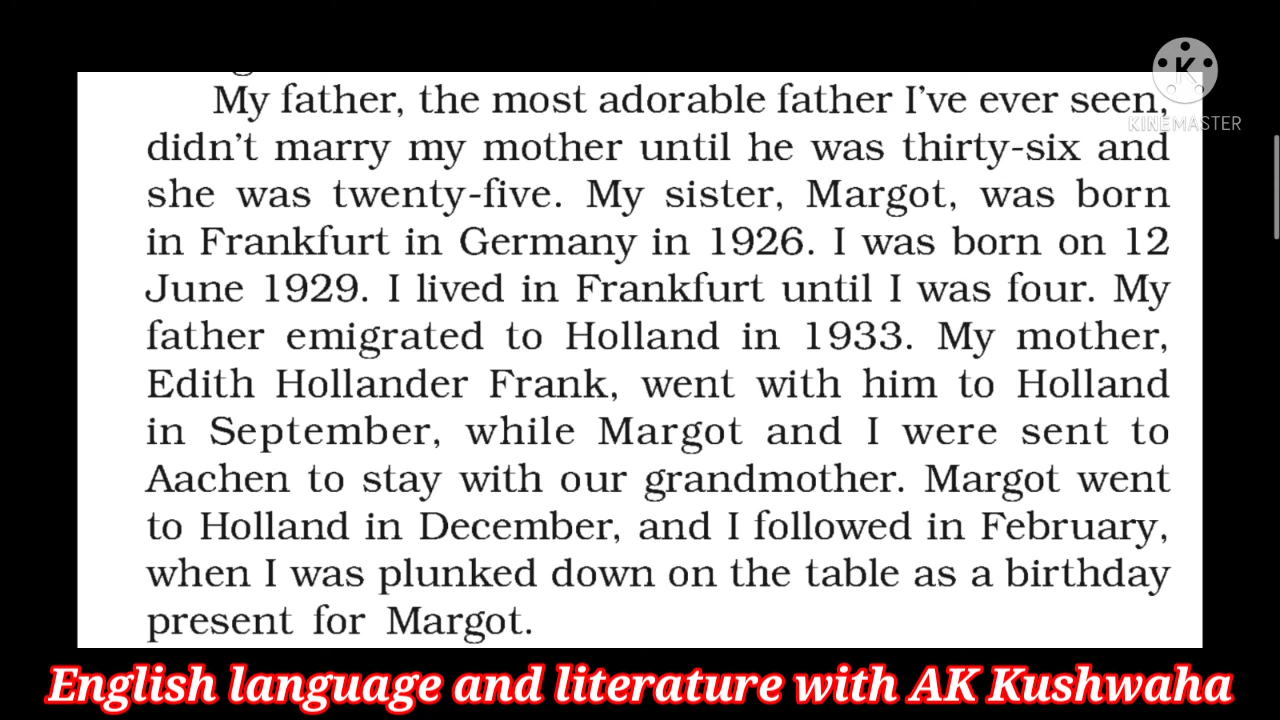 K
KINEMASTER
My father, the most adorable father I've ever seen,
didn't marry my mother until he was thirty-six and
she was twenty-five. My sister, Margot, was born
in Frankfurt in Germany in 1926. I was born on 12
June 1929. I lived in Frankfurt until I was four. My
father emigrated to Holland in 1933. My mother,
Edith Hollander Frank, went with him to Holland
in September, while Margot and I were sent to
Aachen to stay with our grandmother. Margot went
to Holland in December, and I followed in February,
when I was plunked down on the table as a birthday
present for Margot.
English language and literature with AK Kushwaha